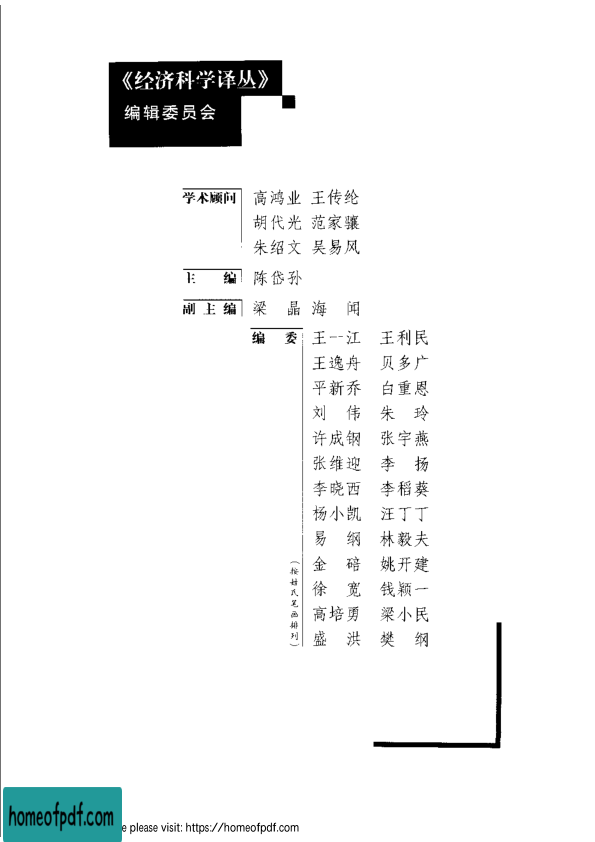 《经济科学译丛》
编辑委员会
学术顾问 高鸿业 王传纶
胡代光 范家骧
朱绍文 吴易风
主 编 陈岱孙
副主编 梁 晶 海 闻
编 委 王一江 王利民
王逸舟 贝多广
平新乔 白重恩
刘 伟 朱 玲
许成钢 张宇燕
张维迎 李 扬
李晓西 李稻葵
杨小凯 汪丁丁
易 纲 林毅夫
金 碚 姚开建
徐 宽 钱颖一
高培勇 梁小民
盛 洪 樊 纲
(按姓氏笔画排列)
homeofpdf.com
e please visit: https://homeofpdf.com